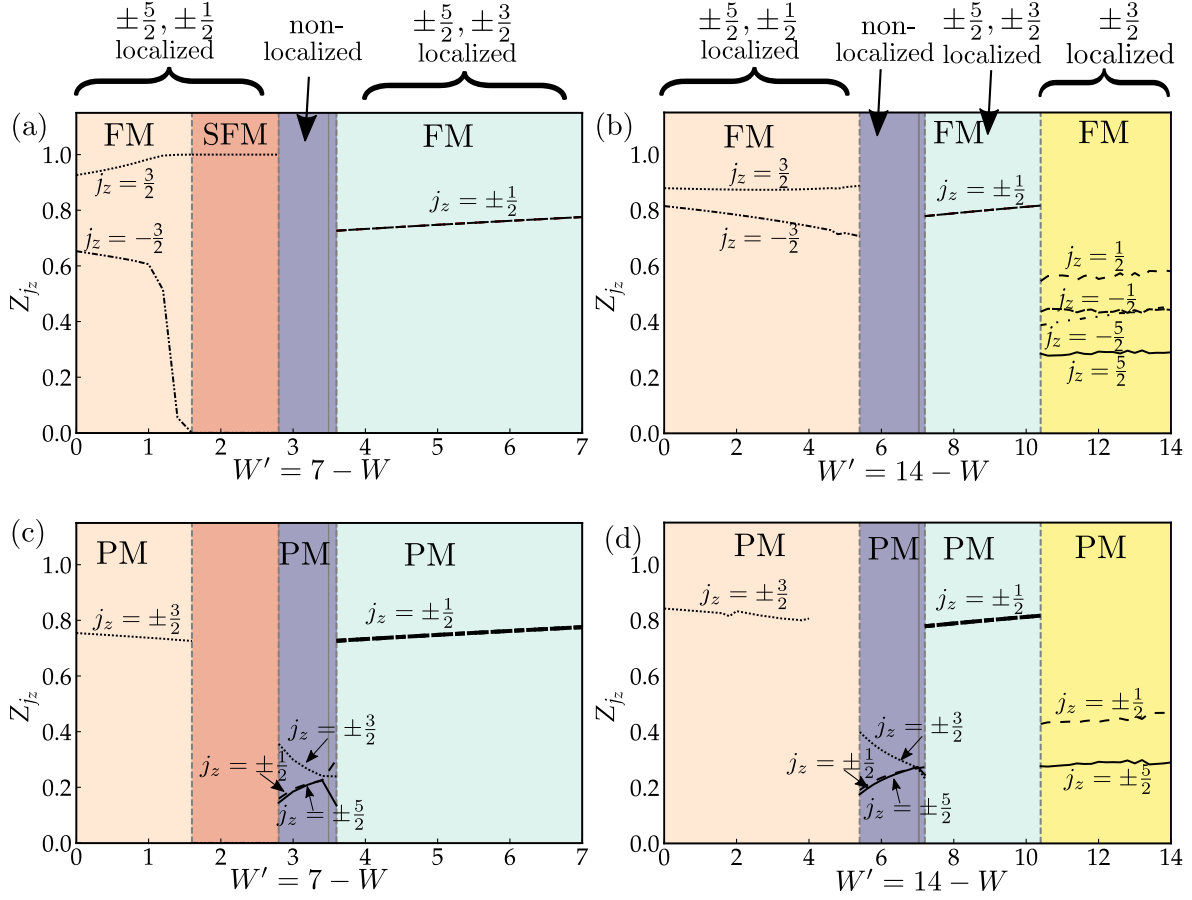 ±5/2, ±1/2
localized
non-
localized
±5/2, ±3/2
localized
±5/2, ±1/2
localized
non-
localized
±5/2, ±3/2
localized
±3/2
localized
(a)
FM
SFM
FM
j_z = 3/2
j_z = −3/2
j_z = ±1/2
Z_{j_z}
1.0
0.8
0.6
0.4
0.2
0.0
0 1 2 3 4 5 6 7
W′ = 7 − W
(b)
FM
FM
FM
j_z = 3/2
j_z = −3/2
j_z = ±1/2
j_z = 1/2
j_z = −1/2
j_z = −5/2
j_z = 5/2
Z_{j_z}
1.0
0.8
0.6
0.4
0.2
0.0
0 2 4 6 8 10 12 14
W′ = 14 − W
(c)
PM
PM
PM
j_z = ±3/2
j_z = ±1/2
j_z = ±3/2
j_z = ±1/2
j_z = ±5/2
Z_{j_z}
1.0
0.8
0.6
0.4
0.2
0.0
0 1 2 3 4 5 6 7
W′ = 7 − W
(d)
PM
PM
PM
PM
j_z = ±3/2
j_z = ±1/2
j_z = ±3/2
j_z = ±1/2
j_z = ±5/2
j_z = ±1/2
j_z = ±5/2
Z_{j_z}
1.0
0.8
0.6
0.4
0.2
0.0
0 2 4 6 8 10 12 14
W′ = 14 − W